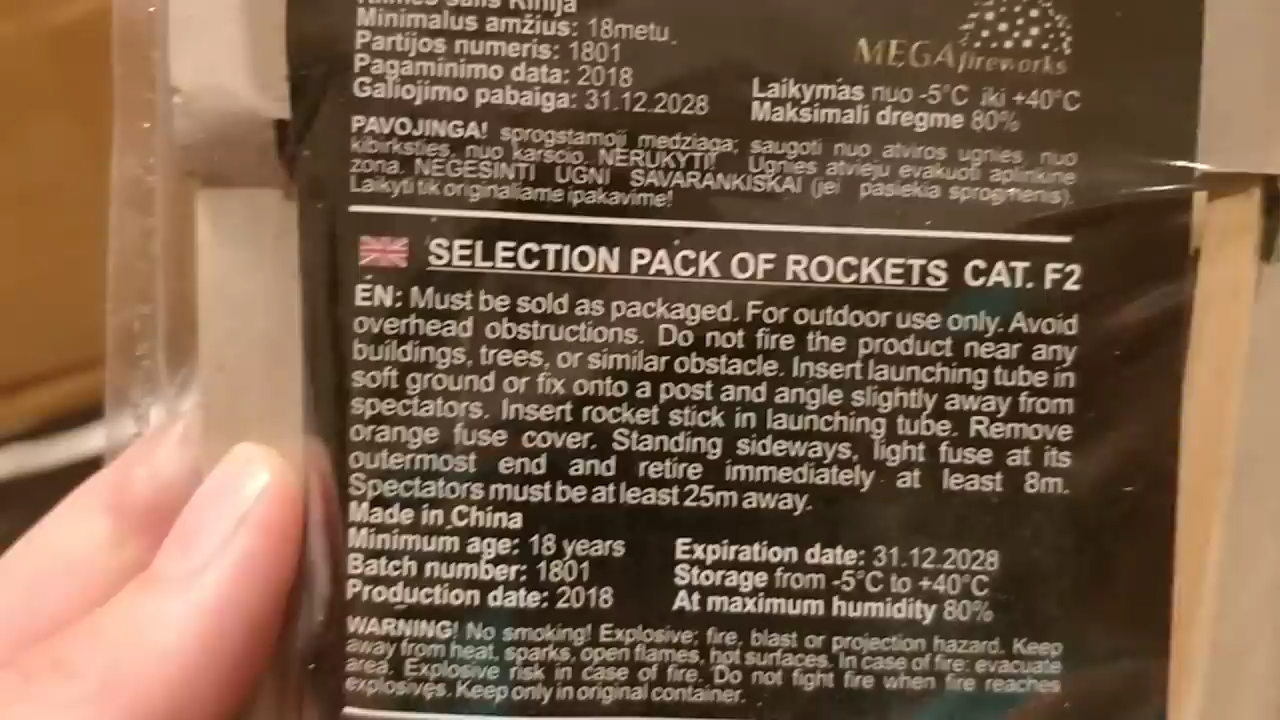 Kilmės šalis Kinija
Minimalus amžius: 18metu
Partijos numeris: 1801
Pagaminimo data: 2018
Galiojimo pabaiga: 31.12.2028
MEGAfireworks
Laikymas nuo -5°C iki +40°C
Maksimali dregme 80%
PAVOJINGA! sprogstamoji medziaga; saugoti nuo atviros ugnies, nuo
kibirksties, nuo karscio. NERUKYTI! Ugnies atvieju evakuoti aplinkine
zona. NEGESINTI UGNI SAVARANKISKAI (jei pasiekia sprogmenis).
Laikyti tik originaliame ipakavime!
SELECTION PACK OF ROCKETS CAT. F2
EN: Must be sold as packaged. For outdoor use only. Avoid
overhead obstructions. Do not fire the product near any
buildings, trees, or similar obstacle. Insert launching tube in
soft ground or fix onto a post and angle slightly away from
spectators. Insert rocket stick in launching tube. Remove
orange fuse cover. Standing sideways, light fuse at its
outermost end and retire immediately at least 8m.
Spectators must be at least 25m away.
Made in China
Minimum age: 18 years
Batch number: 1801
Production date: 2018
Expiration date: 31.12.2028
Storage from -5°C to +40°C
At maximum humidity 80%
WARNING! No smoking! Explosive; fire, blast or projection hazard. Keep
away from heat, sparks, open flames, hot surfaces. In case of fire: evacuate
area. Explosive risk in case of fire. Do not fight fire when fire reaches
explosives. Keep only in original container.